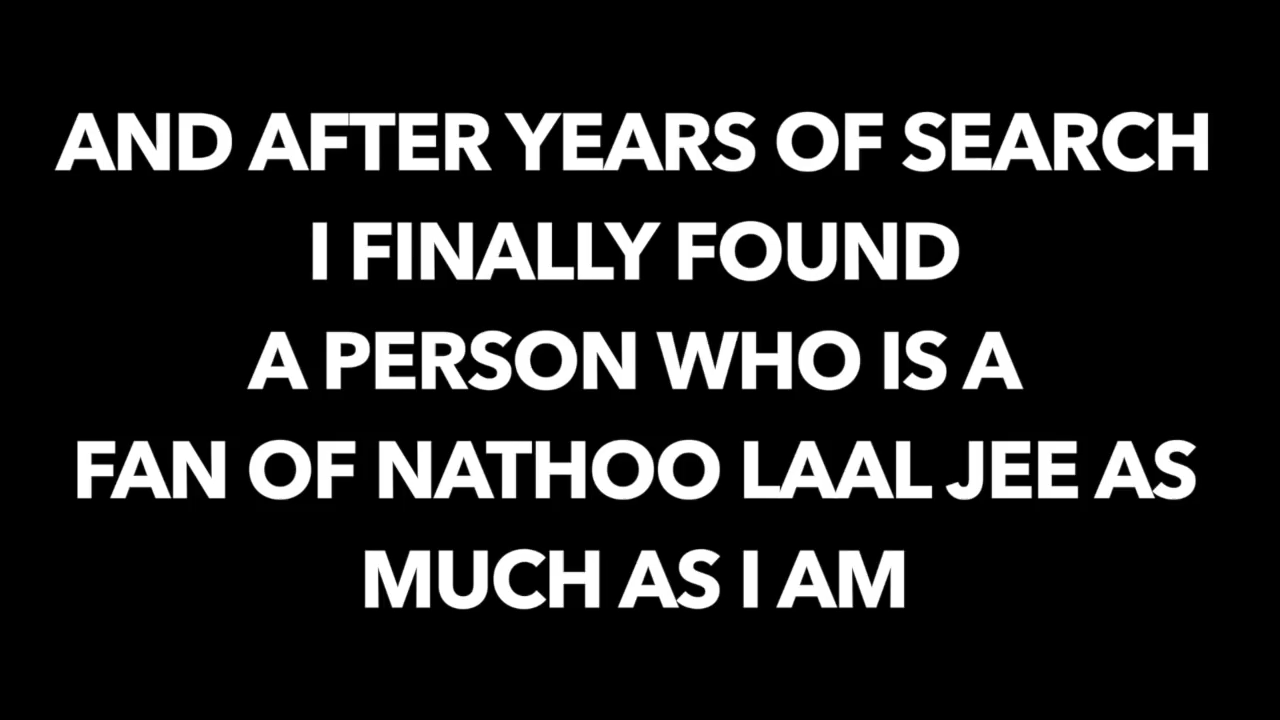 AND AFTER YEARS OF SEARCH
I FINALLY FOUND
A PERSON WHO IS A
FAN OF NATHOO LAAL JEE AS
MUCH AS I AM